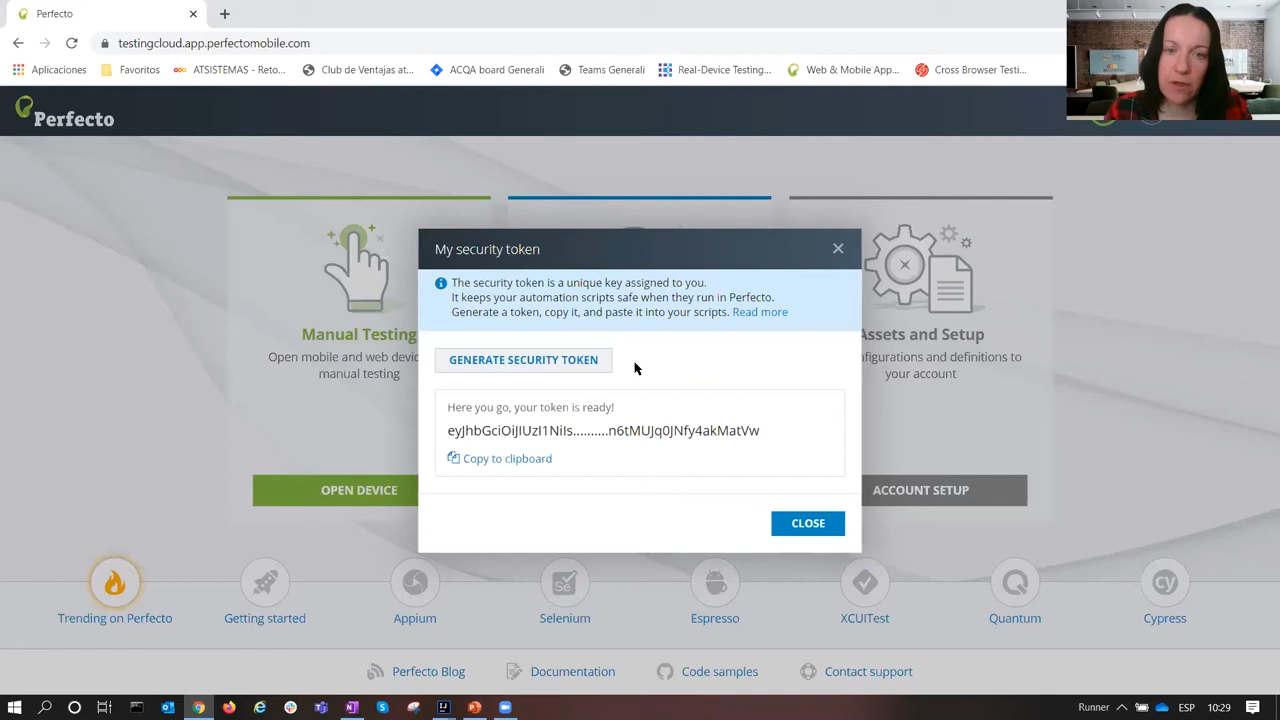 Perfecto
testingcloud.app.perfectomobile.com
Aplicaciones
Favoritos
ATSISTEMAS - Reto...
Club de Ventajas at...
ACQA board Generali
Teams Generali
Real-Device Testing...
Web & Mobile App...
Cross Browser Testi...
Perfecto
My security token
The security token is a unique key assigned to you.
It keeps your automation scripts safe when they run in Perfecto.
Generate a token, copy it, and paste it into your scripts. Read more
GENERATE SECURITY TOKEN
Here you go, your token is ready!
eyJhbGciOiJIUzI1NiIs..........n6tMUJq0JNfy4akMatVw
Copy to clipboard
CLOSE
Manual Testing
Open mobile and web devic
manual testing
OPEN DEVICE
Assets and Setup
nfigurations and definitions to
your account
ACCOUNT SETUP
Trending on Perfecto
Getting started
Appium
Se
Selenium
Espresso
XCUITest
Quantum
cy
Cypress
Perfecto Blog
Documentation
Code samples
Contact support
Runner
ESP
10:29